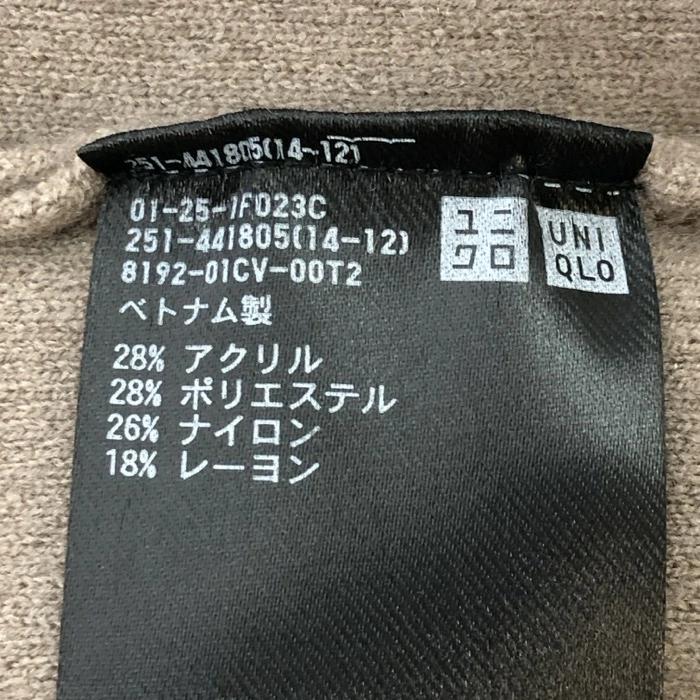 251-441805(14-12)
01-25-1F023C
251-441805(14-12)
8192-01CV-00T2
ベトナム製
28% アクリル
28% ポリエステル
26% ナイロン
18% レーヨン
ユニ
クロ
UNI
QLO